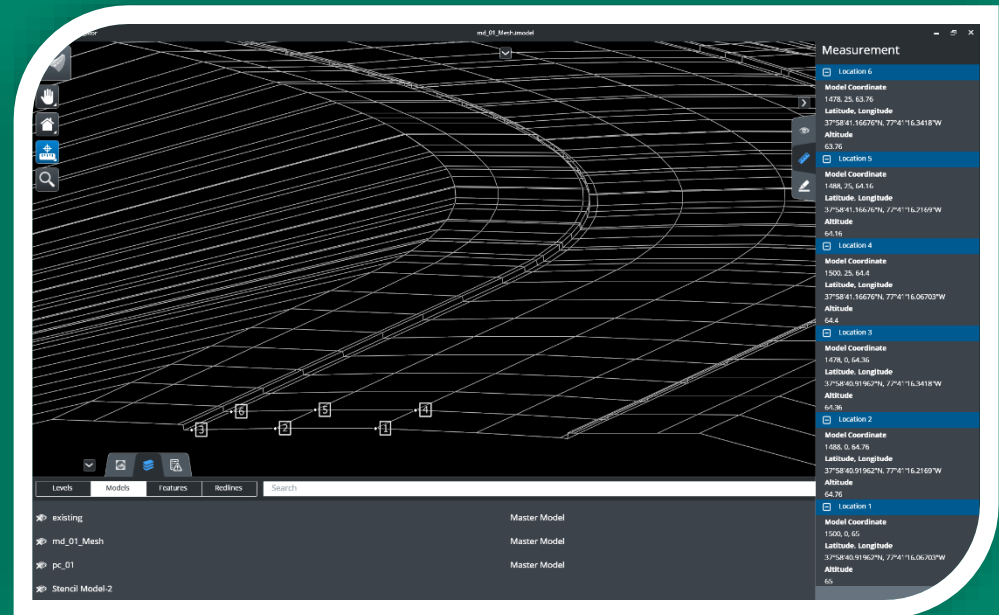 md_01_Mesh.imodel
Measurement
Location 6
Model Coordinate
1478, 25, 63.76
Latitude, Longitude
37°58'41.16676"N, 77°41'16.3418"W
Altitude
63.76
Location 5
Model Coordinate
1488, 25, 64.16
Latitude, Longitude
37°58'41.16676"N, 77°41'16.2169"W
Altitude
64.16
Location 4
Model Coordinate
1500, 25, 64.4
Latitude, Longitude
37°58'41.16676"N, 77°41'16.06703"W
Altitude
64.4
Location 3
Model Coordinate
1478, 0, 64.36
Latitude, Longitude
37°58'40.91962"N, 77°41'16.3418"W
Altitude
64.36
Location 2
Model Coordinate
1488, 0, 64.76
Latitude, Longitude
37°58'40.91962"N, 77°41'16.2169"W
Altitude
64.76
Location 1
Model Coordinate
1500, 0, 65
Latitude, Longitude
37°58'40.91962"N, 77°41'16.06703"W
Altitude
65
6
5
4
3
2
1
Levels Models Features Redlines Search
existing Master Model
md_01_Mesh Master Model
pc_01 Master Model
Stencil Model-2